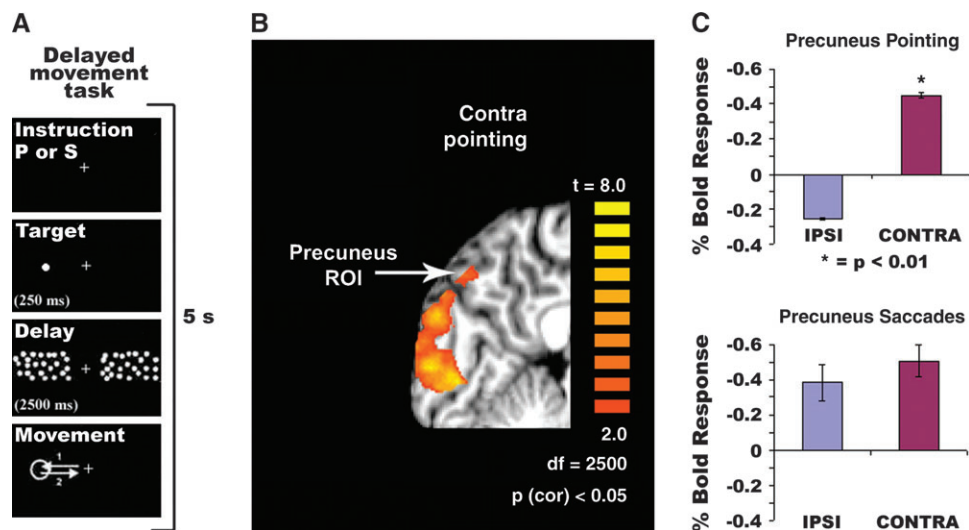 A
Delayed
movement
task
Instruction
P or S
Target
(250 ms)
Delay
(2500 ms)
Movement
1
2
5 s
B
Contra
pointing
t = 8.0
Precuneus
ROI
2.0
df = 2500
p (cor) < 0.05
C
Precuneus Pointing
% Bold Response
-0.6
-0.4
-0.2
0
-0.2
-0.4
*
IPSI CONTRA
* = p < 0.01
Precuneus Saccades
% Bold Response
-0.6
-0.4
-0.2
0
-0.2
-0.4
IPSI CONTRA